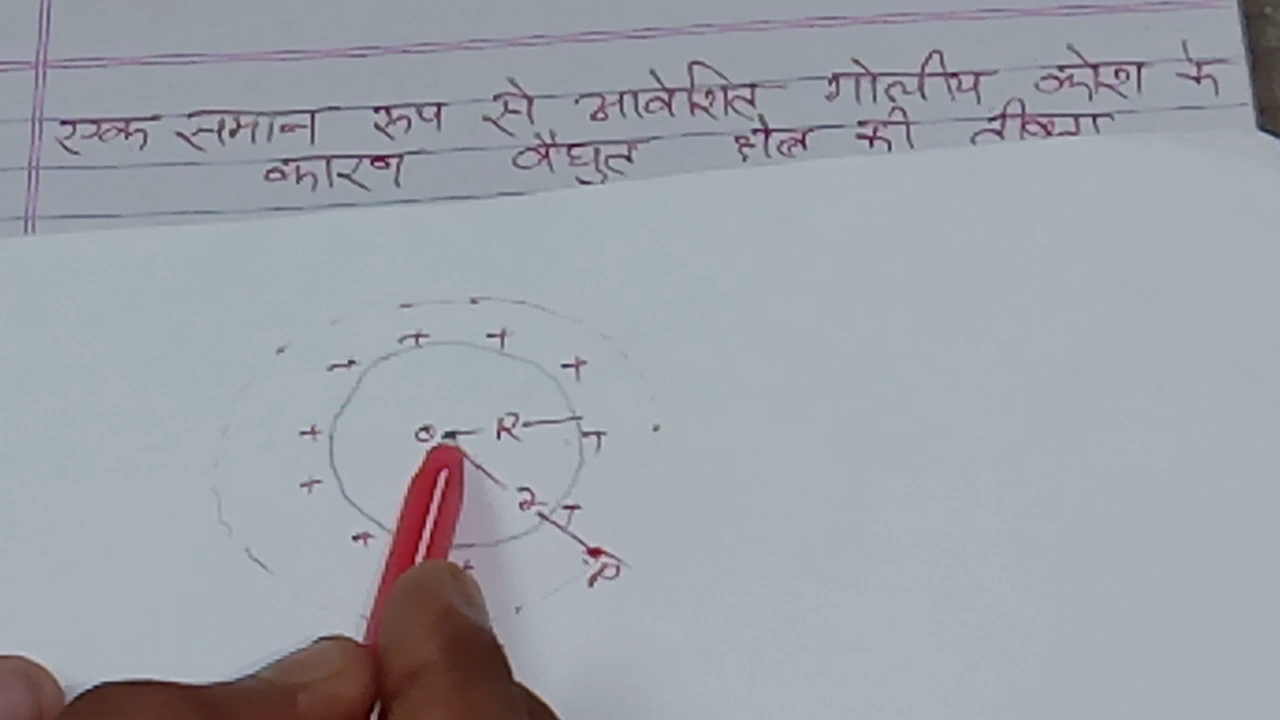 एक समान रूप से आवेशित गोलीय कोश के
कारण वैधुत क्षेत्र की तीव्रता
+ + +
+
+ O R +
+
r +
+ +
P